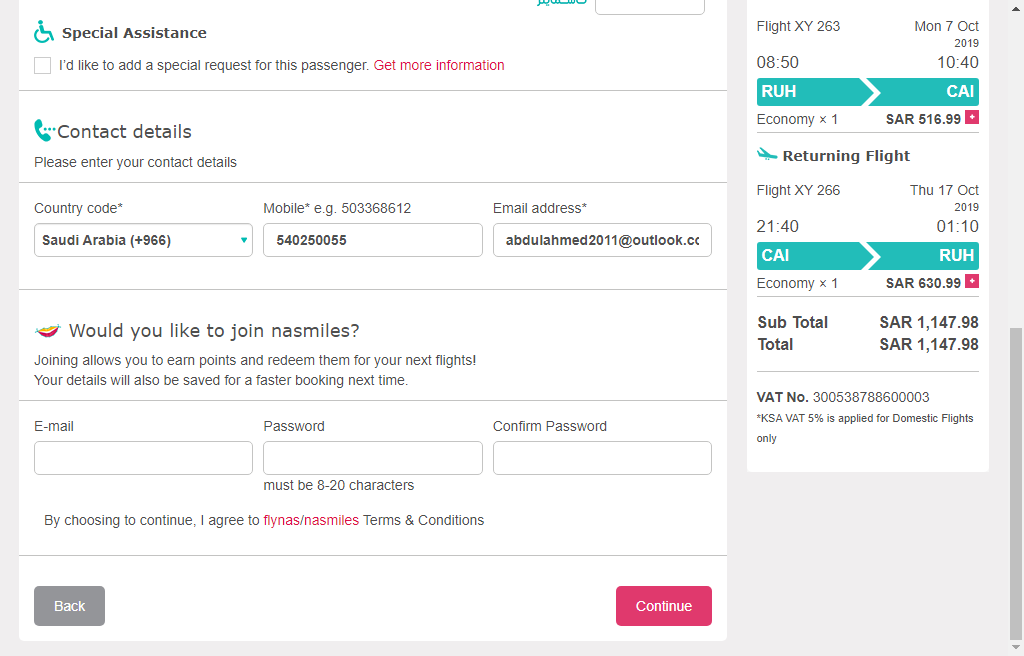 Special Assistance
I'd like to add a special request for this passenger. Get more information
Contact details
Please enter your contact details
Country code*
Mobile* e.g. 503368612
Email address*
Saudi Arabia (+966)
540250055
abdulahmed2011@outlook.cc
Would you like to join nasmiles?
Joining allows you to earn points and redeem them for your next flights!
Your details will also be saved for a faster booking next time.
E-mail
Password
Confirm Password
must be 8-20 characters
By choosing to continue, I agree to flynas/nasmiles Terms & Conditions
Back
Continue
Flight XY 263
Mon 7 Oct
2019
08:50
10:40
RUH
CAI
Economy × 1
SAR 516.99
Returning Flight
Flight XY 266
Thu 17 Oct
2019
21:40
01:10
CAI
RUH
Economy × 1
SAR 630.99
Sub Total
SAR 1,147.98
Total
SAR 1,147.98
VAT No. 300538788600003
*KSA VAT 5% is applied for Domestic Flights
only